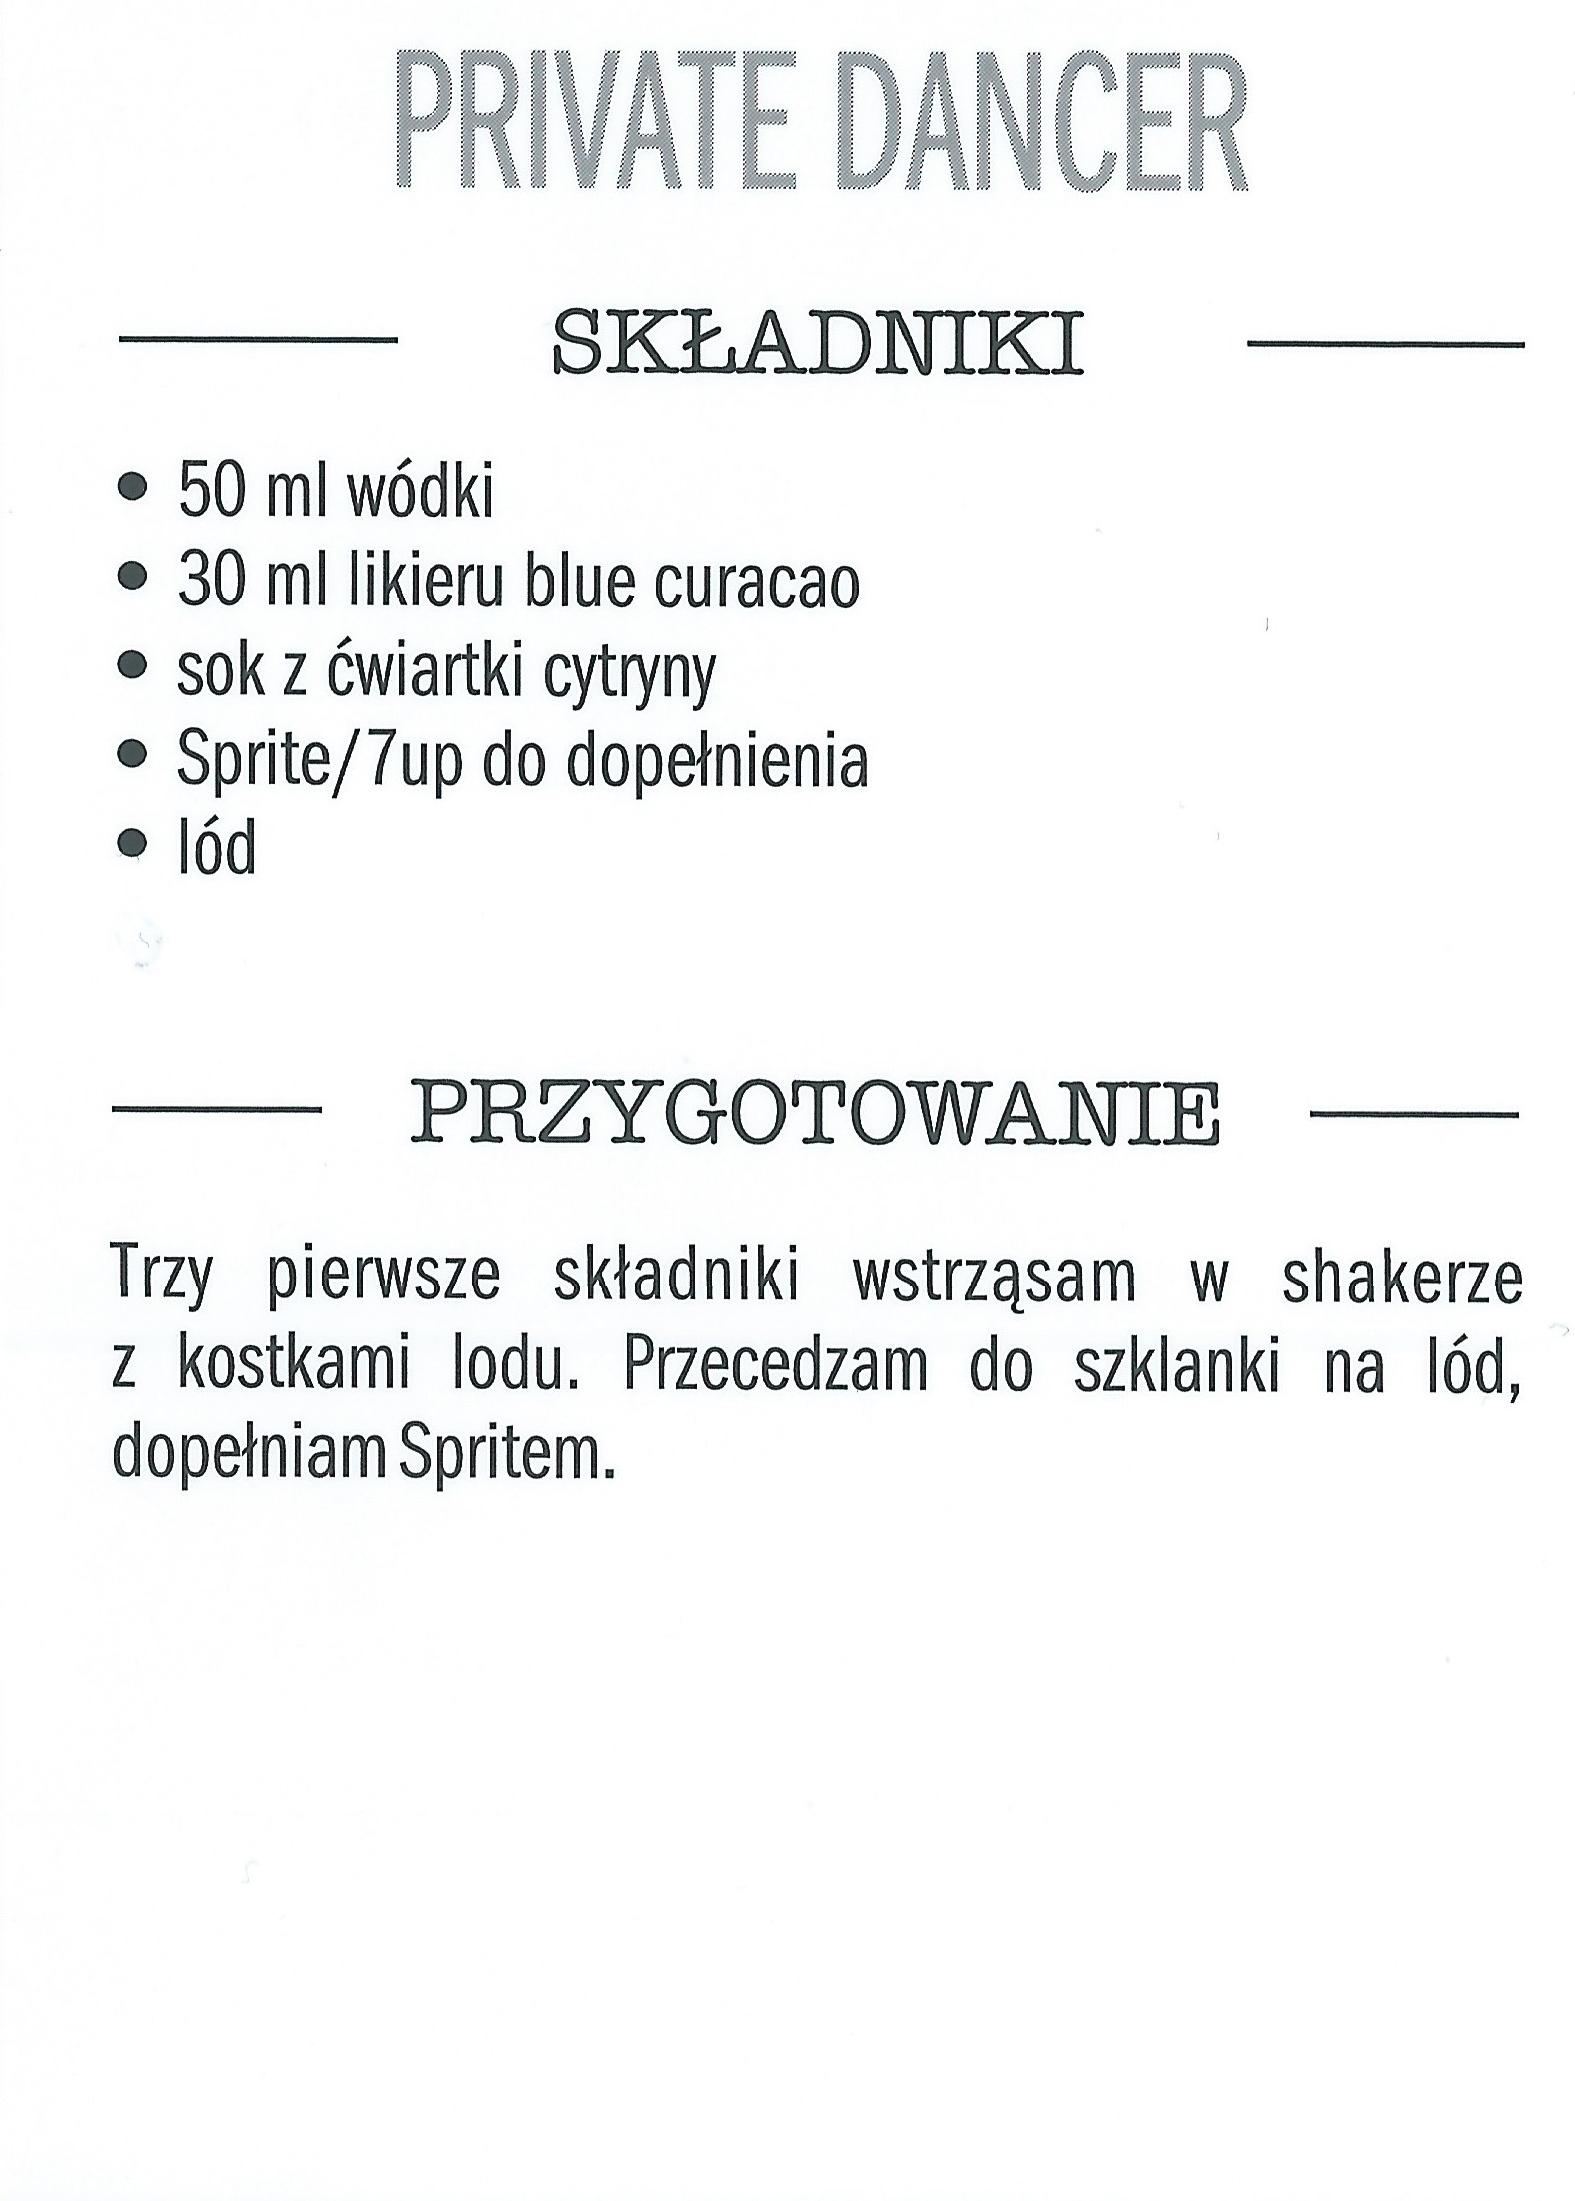 PRIVATE DANCER
SKŁADNIKI
• 50 ml wódki
• 30 ml likieru blue curacao
• sok z ćwiartki cytryny
• Sprite/7up do dopełnienia
• lód
PRZYGOTOWANIE
Trzy pierwsze składniki wstrząsam w shakerze
z kostkami lodu. Przecedzam do szklanki na lód,
dopełniam Spritem.